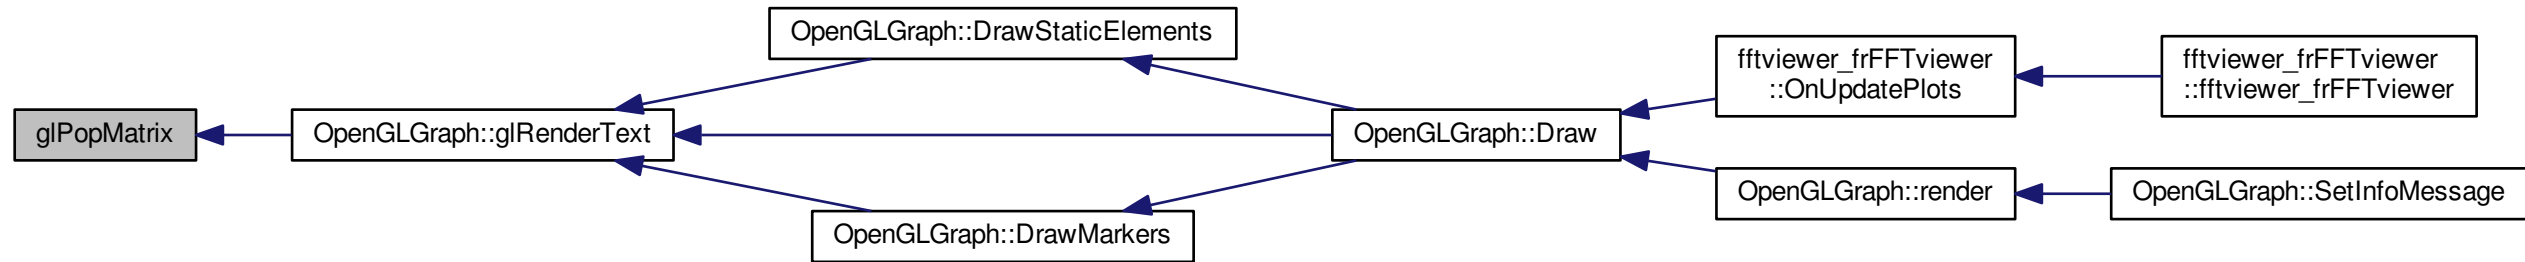 glPopMatrix
OpenGLGraph::glRenderText
OpenGLGraph::DrawStaticElements
OpenGLGraph::DrawMarkers
OpenGLGraph::Draw
fftviewer_frFFTviewer
::OnUpdatePlots
OpenGLGraph::render
fftviewer_frFFTviewer
::fftviewer_frFFTviewer
OpenGLGraph::SetInfoMessage